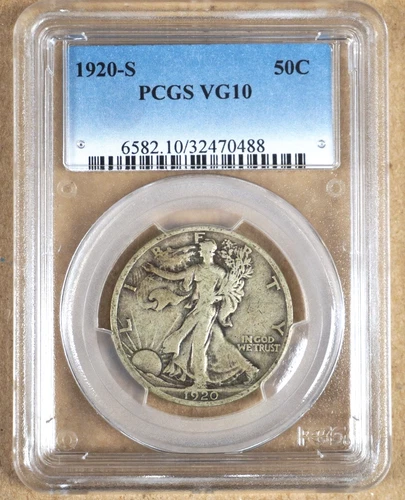 1920-S 50C
PCGS VG10
6582.10/32470488
LIBERTY
IN GOD
WE TRUST
1920